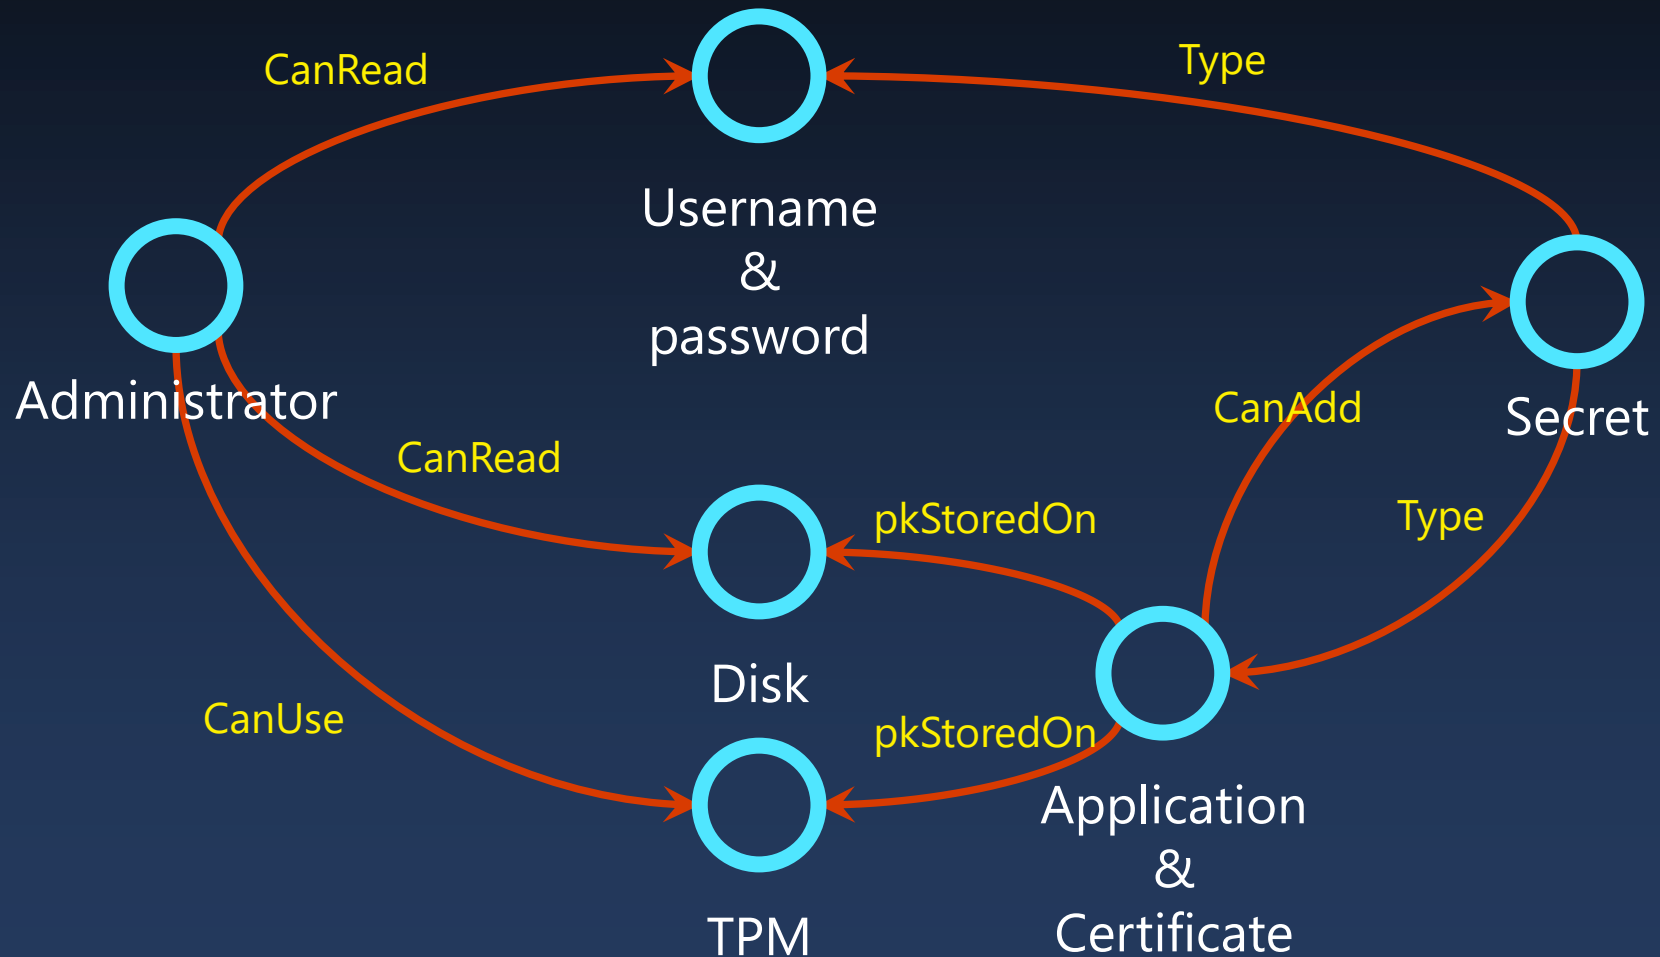 CanRead
Type
Username
&
password
Administrator
CanAdd
Secret
CanRead
pkStoredOn
Type
Disk
CanUse
pkStoredOn
Application
&
Certificate
TPM